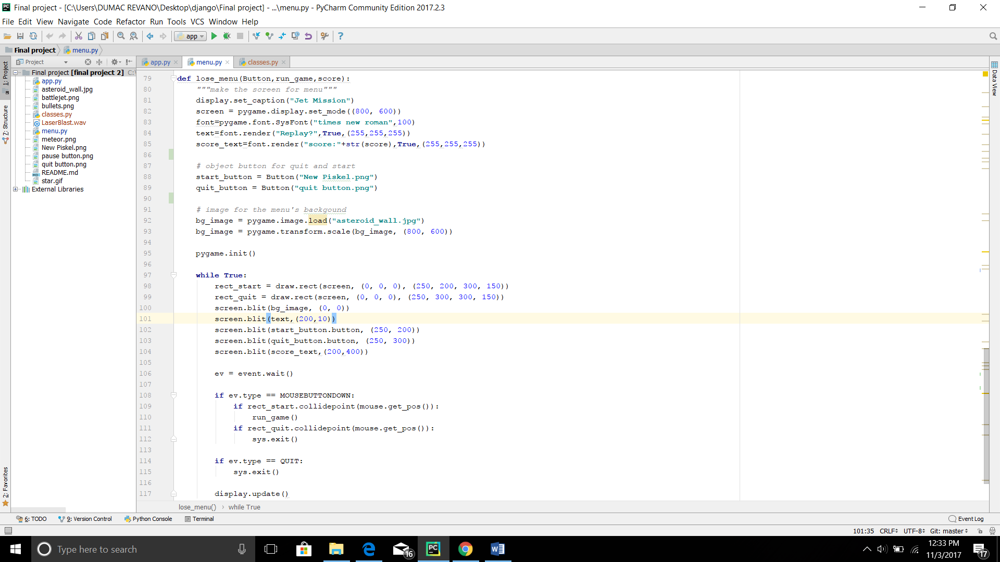 Final project - [C:\Users\DUMAC REVANO\Desktop\django\Final project] - ...\menu.py - PyCharm Community Edition 2017.2.3
File Edit View Navigate Code Refactor Run Tools VCS Window Help
app
Final project menu.py
Project
app.py menu.py classes.py
1: Project
Z: Structure
2: Favorites
Data View
Final project [final project 2] C:\
app.py
asteroid_wall.jpg
battlejet.png
bullets.png
classes.py
LaserBlast.wav
menu.py
meteor.png
New Piskel.png
pause button.png
quit button.png
README.md
star.gif
External Libraries
79 def lose_menu(Button,run_game,score):
80 """make the screen for menu"""
81 display.set_caption("Jet Mission")
82 screen = pygame.display.set_mode((800, 600))
83 font=pygame.font.SysFont("times new roman",100)
84 text=font.render("Replay?",True,(255,255,255))
85 score_text=font.render("score:"+str(score),True,(255,255,255))
86
87 # object button for quit and start
88 start_button = Button("New Piskel.png")
89 quit_button = Button("quit button.png")
90
91 # image for the menu's backgound
92 bg_image = pygame.image.load("asteroid_wall.jpg")
93 bg_image = pygame.transform.scale(bg_image, (800, 600))
94
95 pygame.init()
96
97 while True:
98 rect_start = draw.rect(screen, (0, 0, 0), (250, 200, 300, 150))
99 rect_quit = draw.rect(screen, (0, 0, 0), (250, 300, 300, 150))
100 screen.blit(bg_image, (0, 0))
101 screen.blit(text,(200,10))
102 screen.blit(start_button.button, (250, 200))
103 screen.blit(quit_button.button, (250, 300))
104 screen.blit(score_text,(200,400))
105
106 ev = event.wait()
107
108 if ev.type == MOUSEBUTTONDOWN:
109 if rect_start.collidepoint(mouse.get_pos()):
110 run_game()
111 if rect_quit.collidepoint(mouse.get_pos()):
112 sys.exit()
113
114 if ev.type == QUIT:
115 sys.exit()
116
117 display.update()
lose_menu() › while True
6: TODO 9: Version Control Python Console Terminal Event Log
101:35 CRLF UTF-8 Git: master
Type here to search
16
12:33 PM
11/3/2017
17